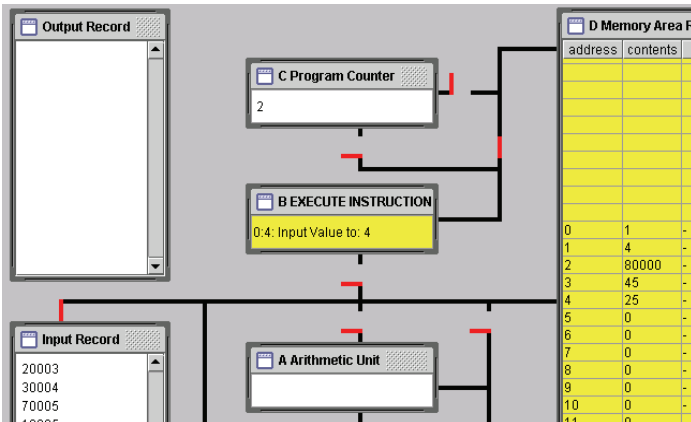 Output Record
C Program Counter
2
B EXECUTE INSTRUCTION
0:4: Input Value to: 4
Input Record
20003
30004
70005
A Arithmetic Unit
D Memory Area
address contents
0 1 -
1 4 -
2 80000 -
3 45 -
4 25 -
5 0 -
6 0 -
7 0 -
8 0 -
9 0 -
10 0 -